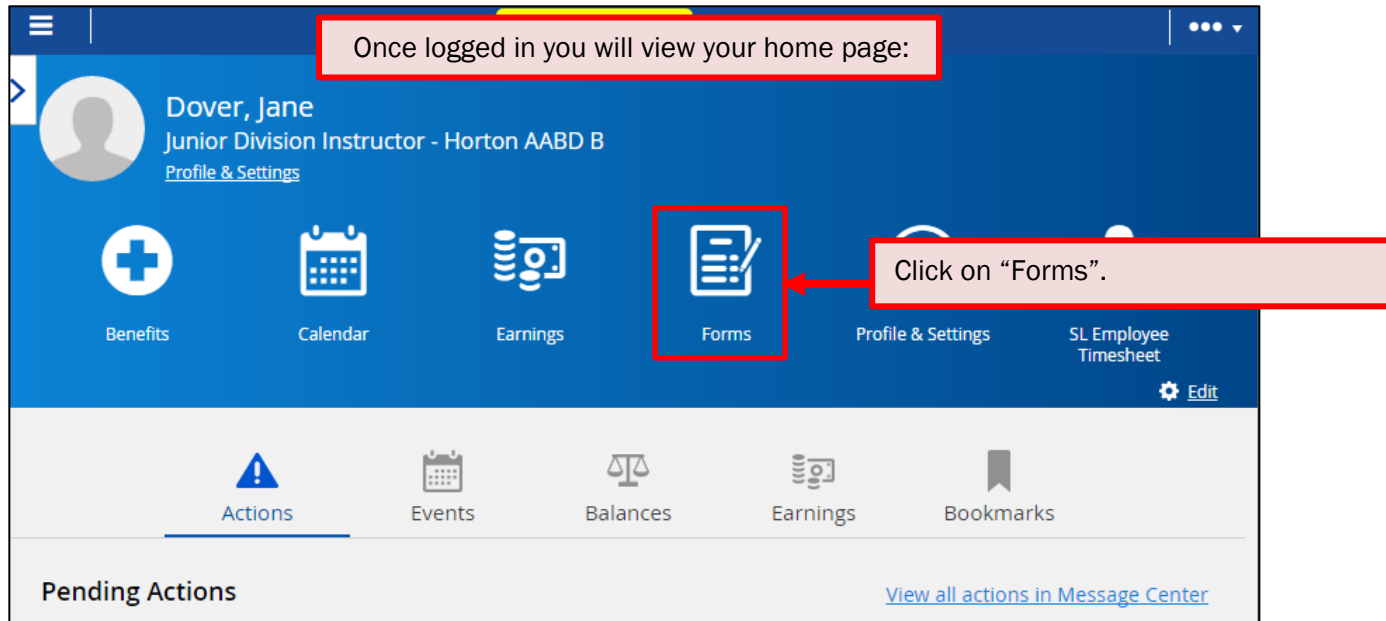 Once logged in you will view your home page:
Dover, Jane
Junior Division Instructor - Horton AABD B
Profile & Settings
Click on “Forms”.
Benefits
Calendar
Earnings
Forms
Profile & Settings
SL Employee
Timesheet
Edit
Actions
Events
Balances
Earnings
Bookmarks
Pending Actions
View all actions in Message Center